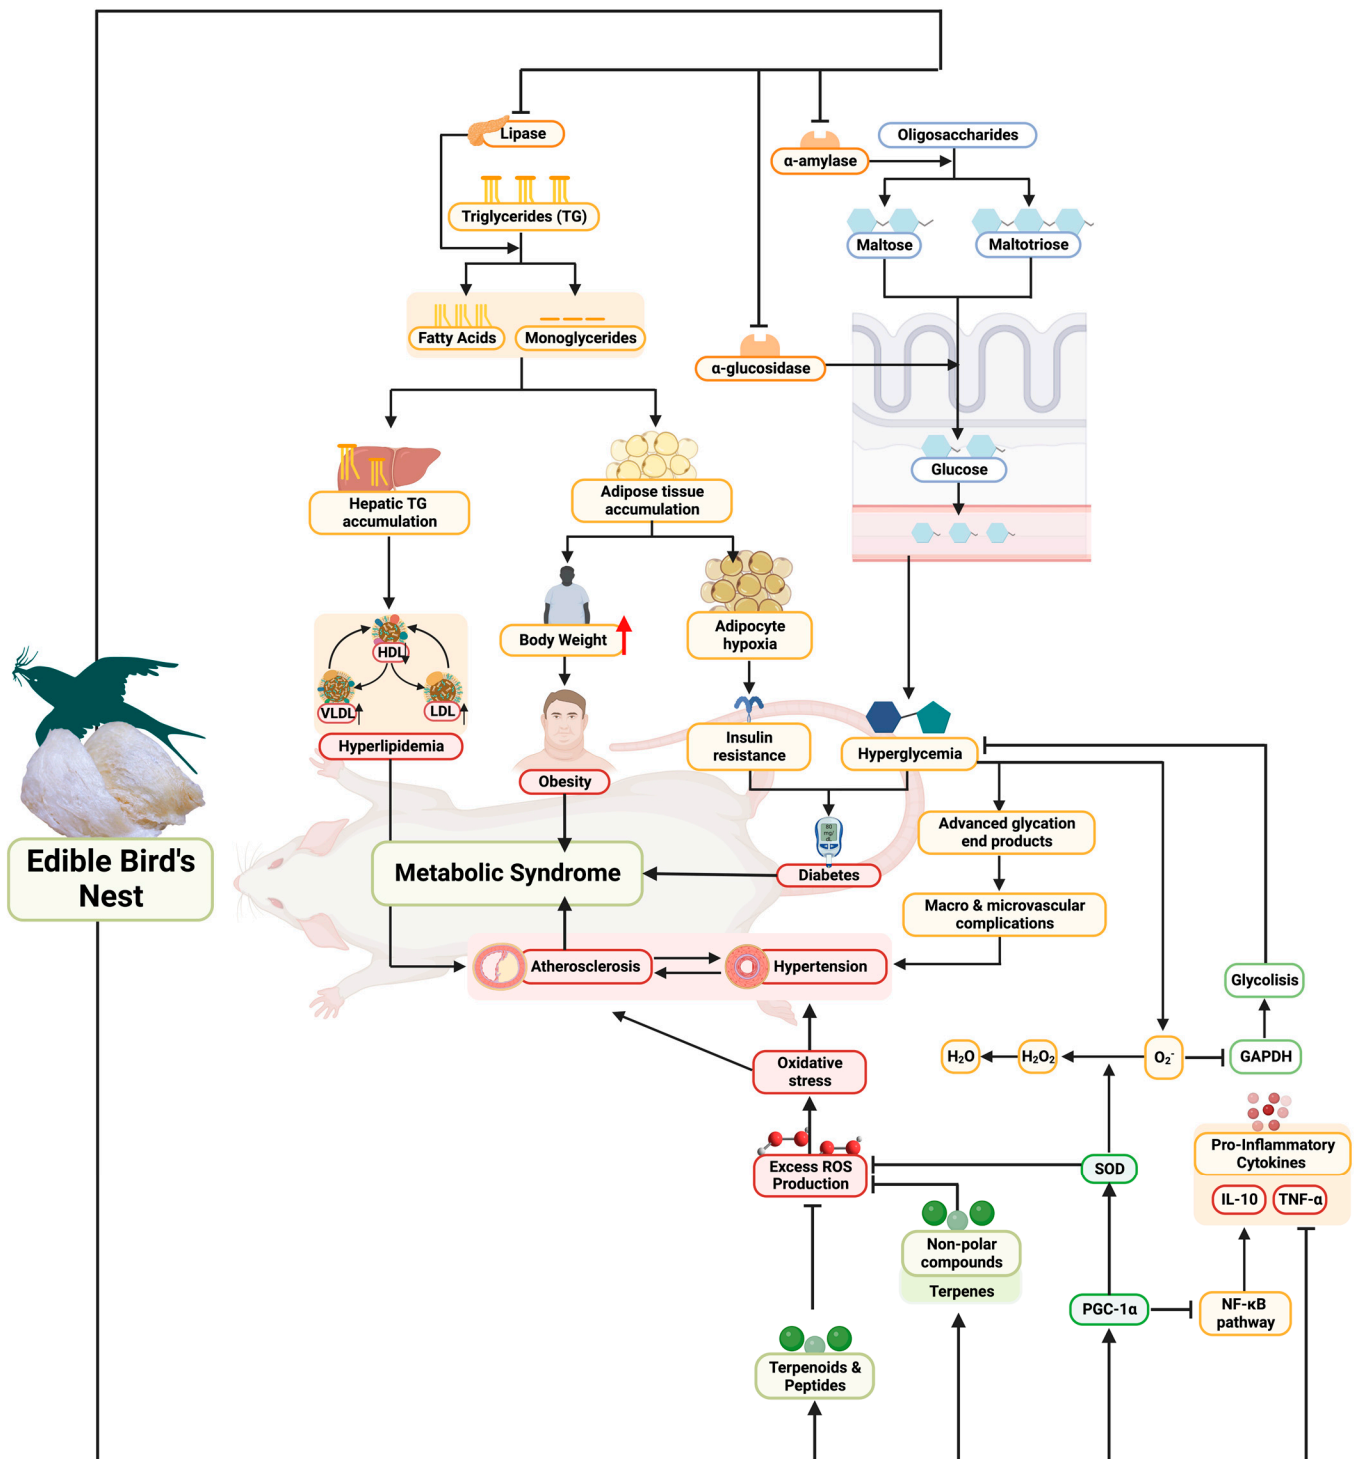 Lipase
Oligosaccharides
α-amylase
Triglycerides (TG)
Maltose
Maltotriose
Fatty Acids
Monoglycerides
α-glucosidase
Glucose
Hepatic TG
accumulation
Adipose tissue
accumulation
Body Weight
Adipocyte
hypoxia
HDL
VLDL
LDL
Hyperlipidemia
Insulin
resistance
Hyperglycemia
Obesity
80
mg/
dL
Advanced glycation
end products
Edible Bird's
Nest
Metabolic Syndrome
Diabetes
Macro & microvascular
complications
Atherosclerosis
Hypertension
Glycolisis
H₂O
H₂O₂
O₂⁻
GAPDH
Oxidative
stress
Pro-Inflammatory
Cytokines
Excess ROS
Production
SOD
IL-10
TNF-α
Non-polar
compounds
Terpenes
PGC-1α
NF-κB
pathway
Terpenoids &
Peptides